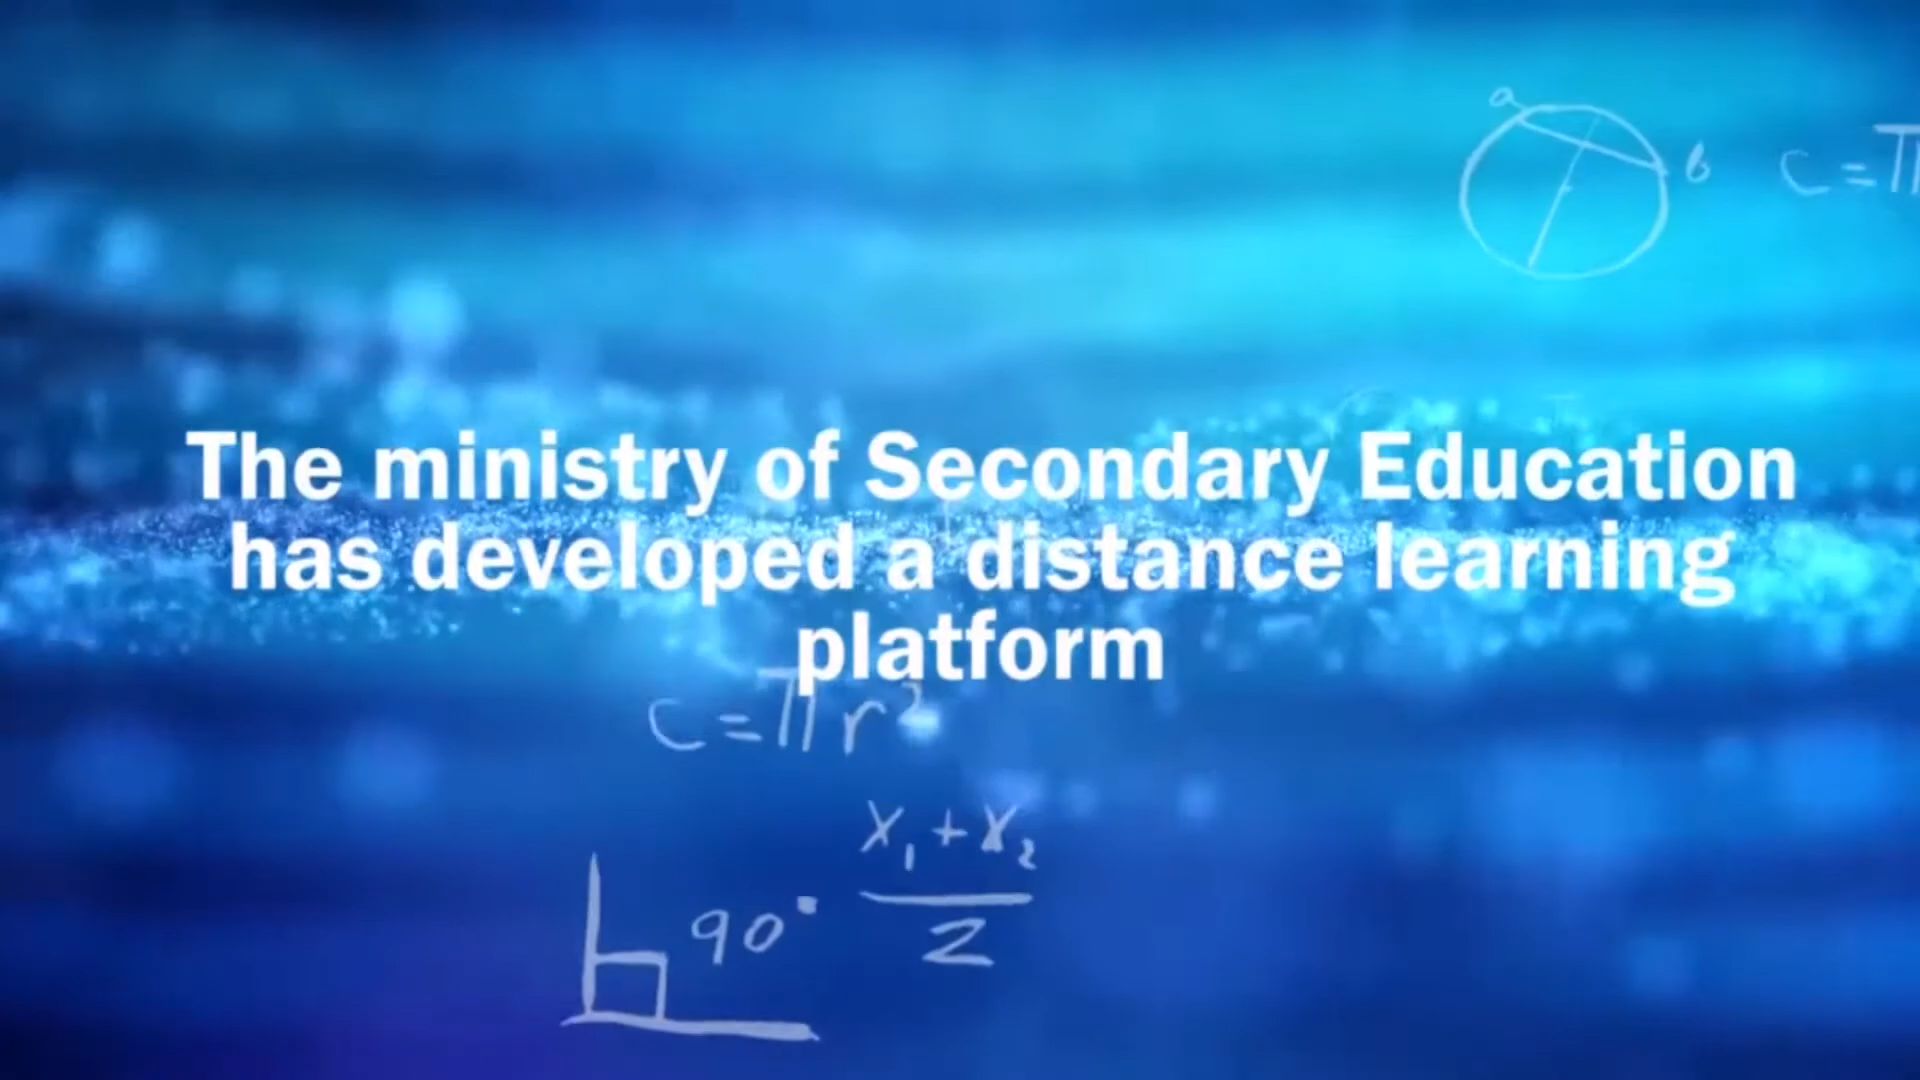 a
b C=π
The ministry of Secondary Education
has developed a distance learning
platform
C=πr²
X₁+X₂
90°
2